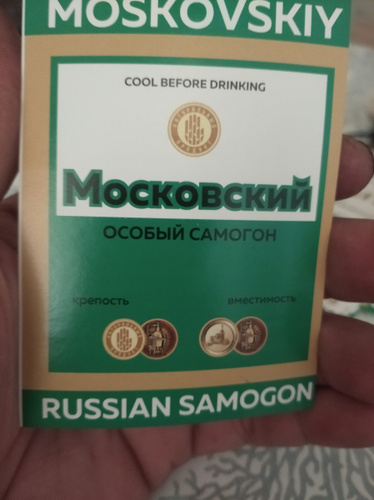 MOSKOVSKIY
COOL BEFORE DRINKING
Московский
ОСОБЫЙ САМОГОН
крепость вместимость
RUSSIAN SAMOGON